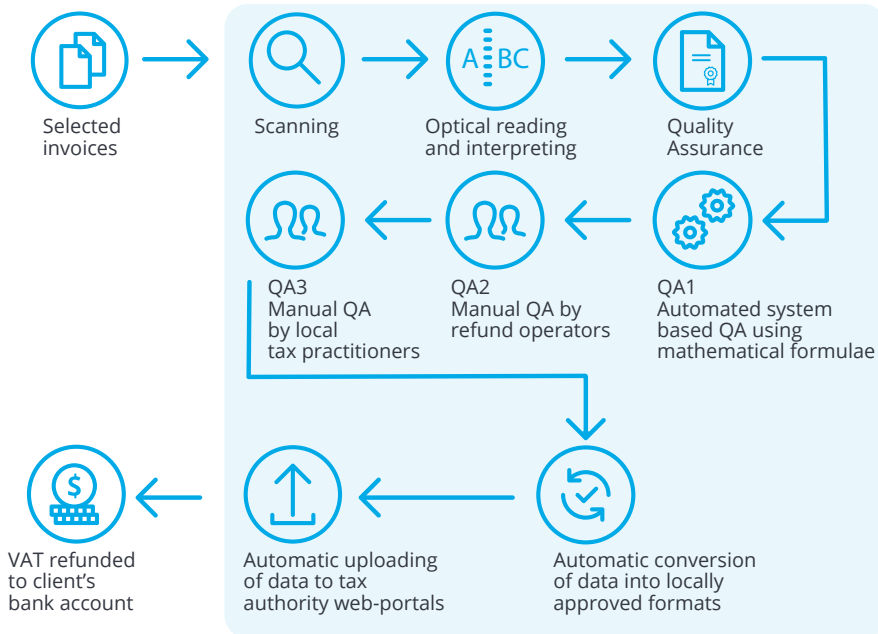 A BC
Selected
invoices
Scanning
Optical reading
and interpreting
Quality
Assurance
QA3
Manual QA
by local
tax practitioners
QA2
Manual QA by
refund operators
QA1
Automated system
based QA using
mathematical formulae
$
VAT refunded
to client’s
bank account
Automatic uploading
of data to tax
authority web-portals
Automatic conversion
of data into locally
approved formats